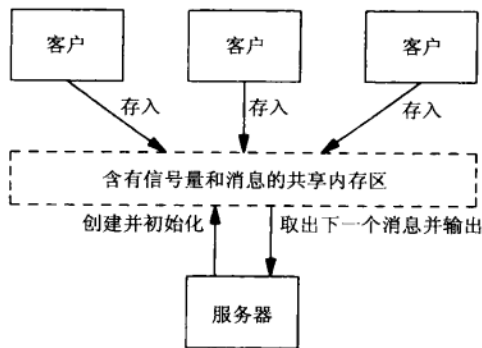 客户 客户 客户
存入 存入 存入
含有信号量和消息的共享内存区
创建并初始化 取出下一个消息并输出
服务器